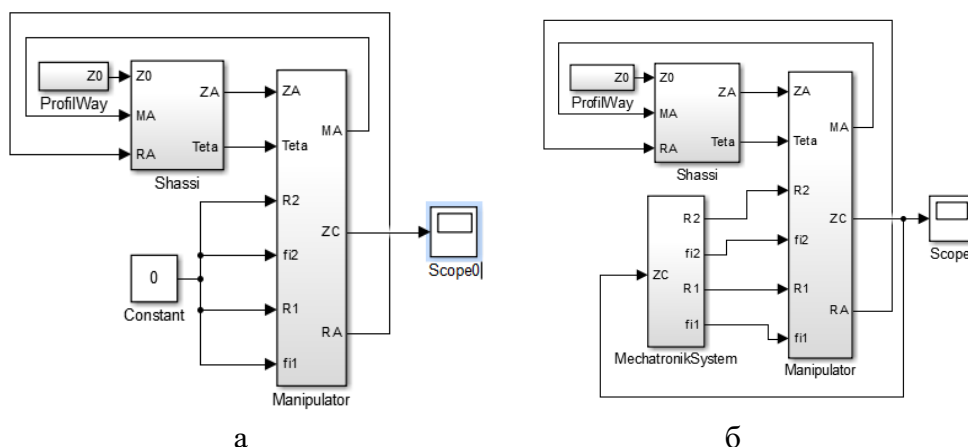 Z0
ProfilWay
Z0
MA
RA
ZA
Teta
Shassi
ZA
Teta
R2
fi2
R1
fi1
MA
ZC
RA
Manipulator
0
Constant
Scope0
а
Z0
ProfilWay
Z0
MA
RA
ZA
Teta
Shassi
ZC
R2
fi2
R1
fi1
MechatronikSystem
ZA
Teta
R2
fi2
R1
fi1
MA
ZC
RA
Manipulator
Scope
б